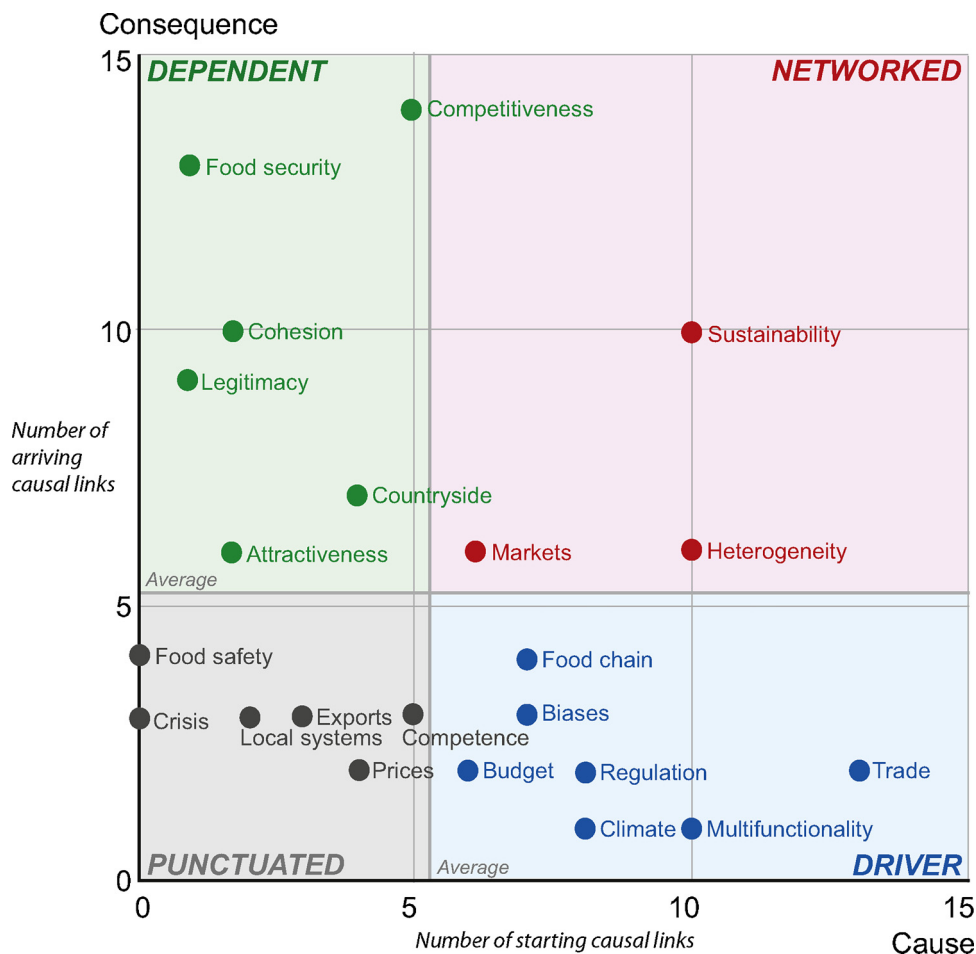 Consequence
15
DEPENDENT
NETWORKED
Competitiveness
Food security
10
Cohesion
Sustainability
Legitimacy
Number of
arriving
causal links
Countryside
Attractiveness
Markets
Heterogeneity
Average
5
Food safety
Food chain
Crisis
Exports
Biases
Local systems
Competence
Prices
Budget
Regulation
Trade
Climate
Multifunctionality
PUNCTUATED
Average
DRIVER
0
0
5
10
15
Number of starting causal links
Cause